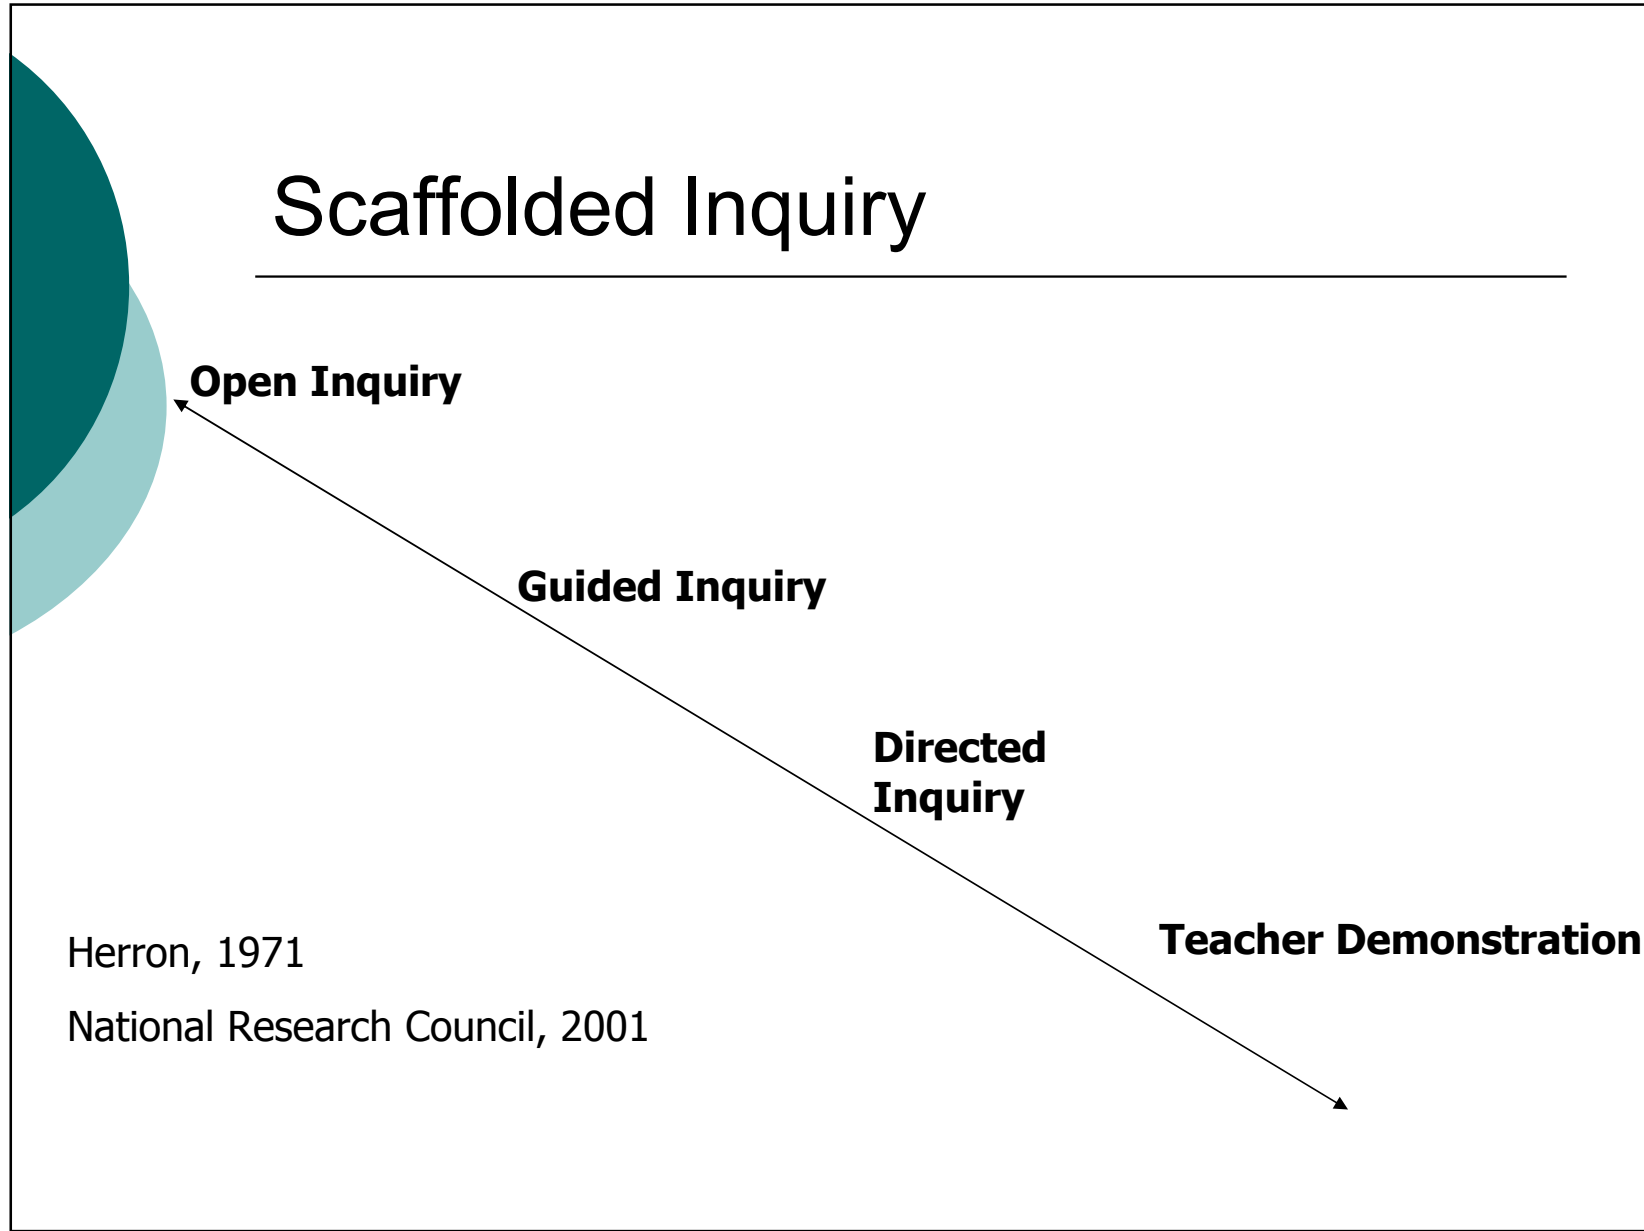 Scaffolded Inquiry
Open Inquiry
Guided Inquiry
Directed
Inquiry
Teacher Demonstration
Herron, 1971
National Research Council, 2001